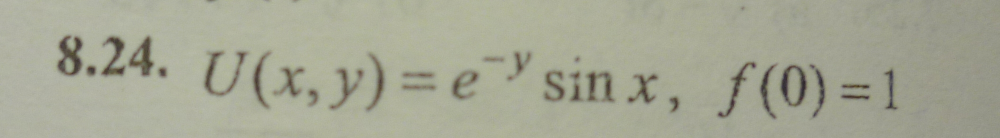 8.24. U(x, y) = e^{-y} sin x, f(0) = 1